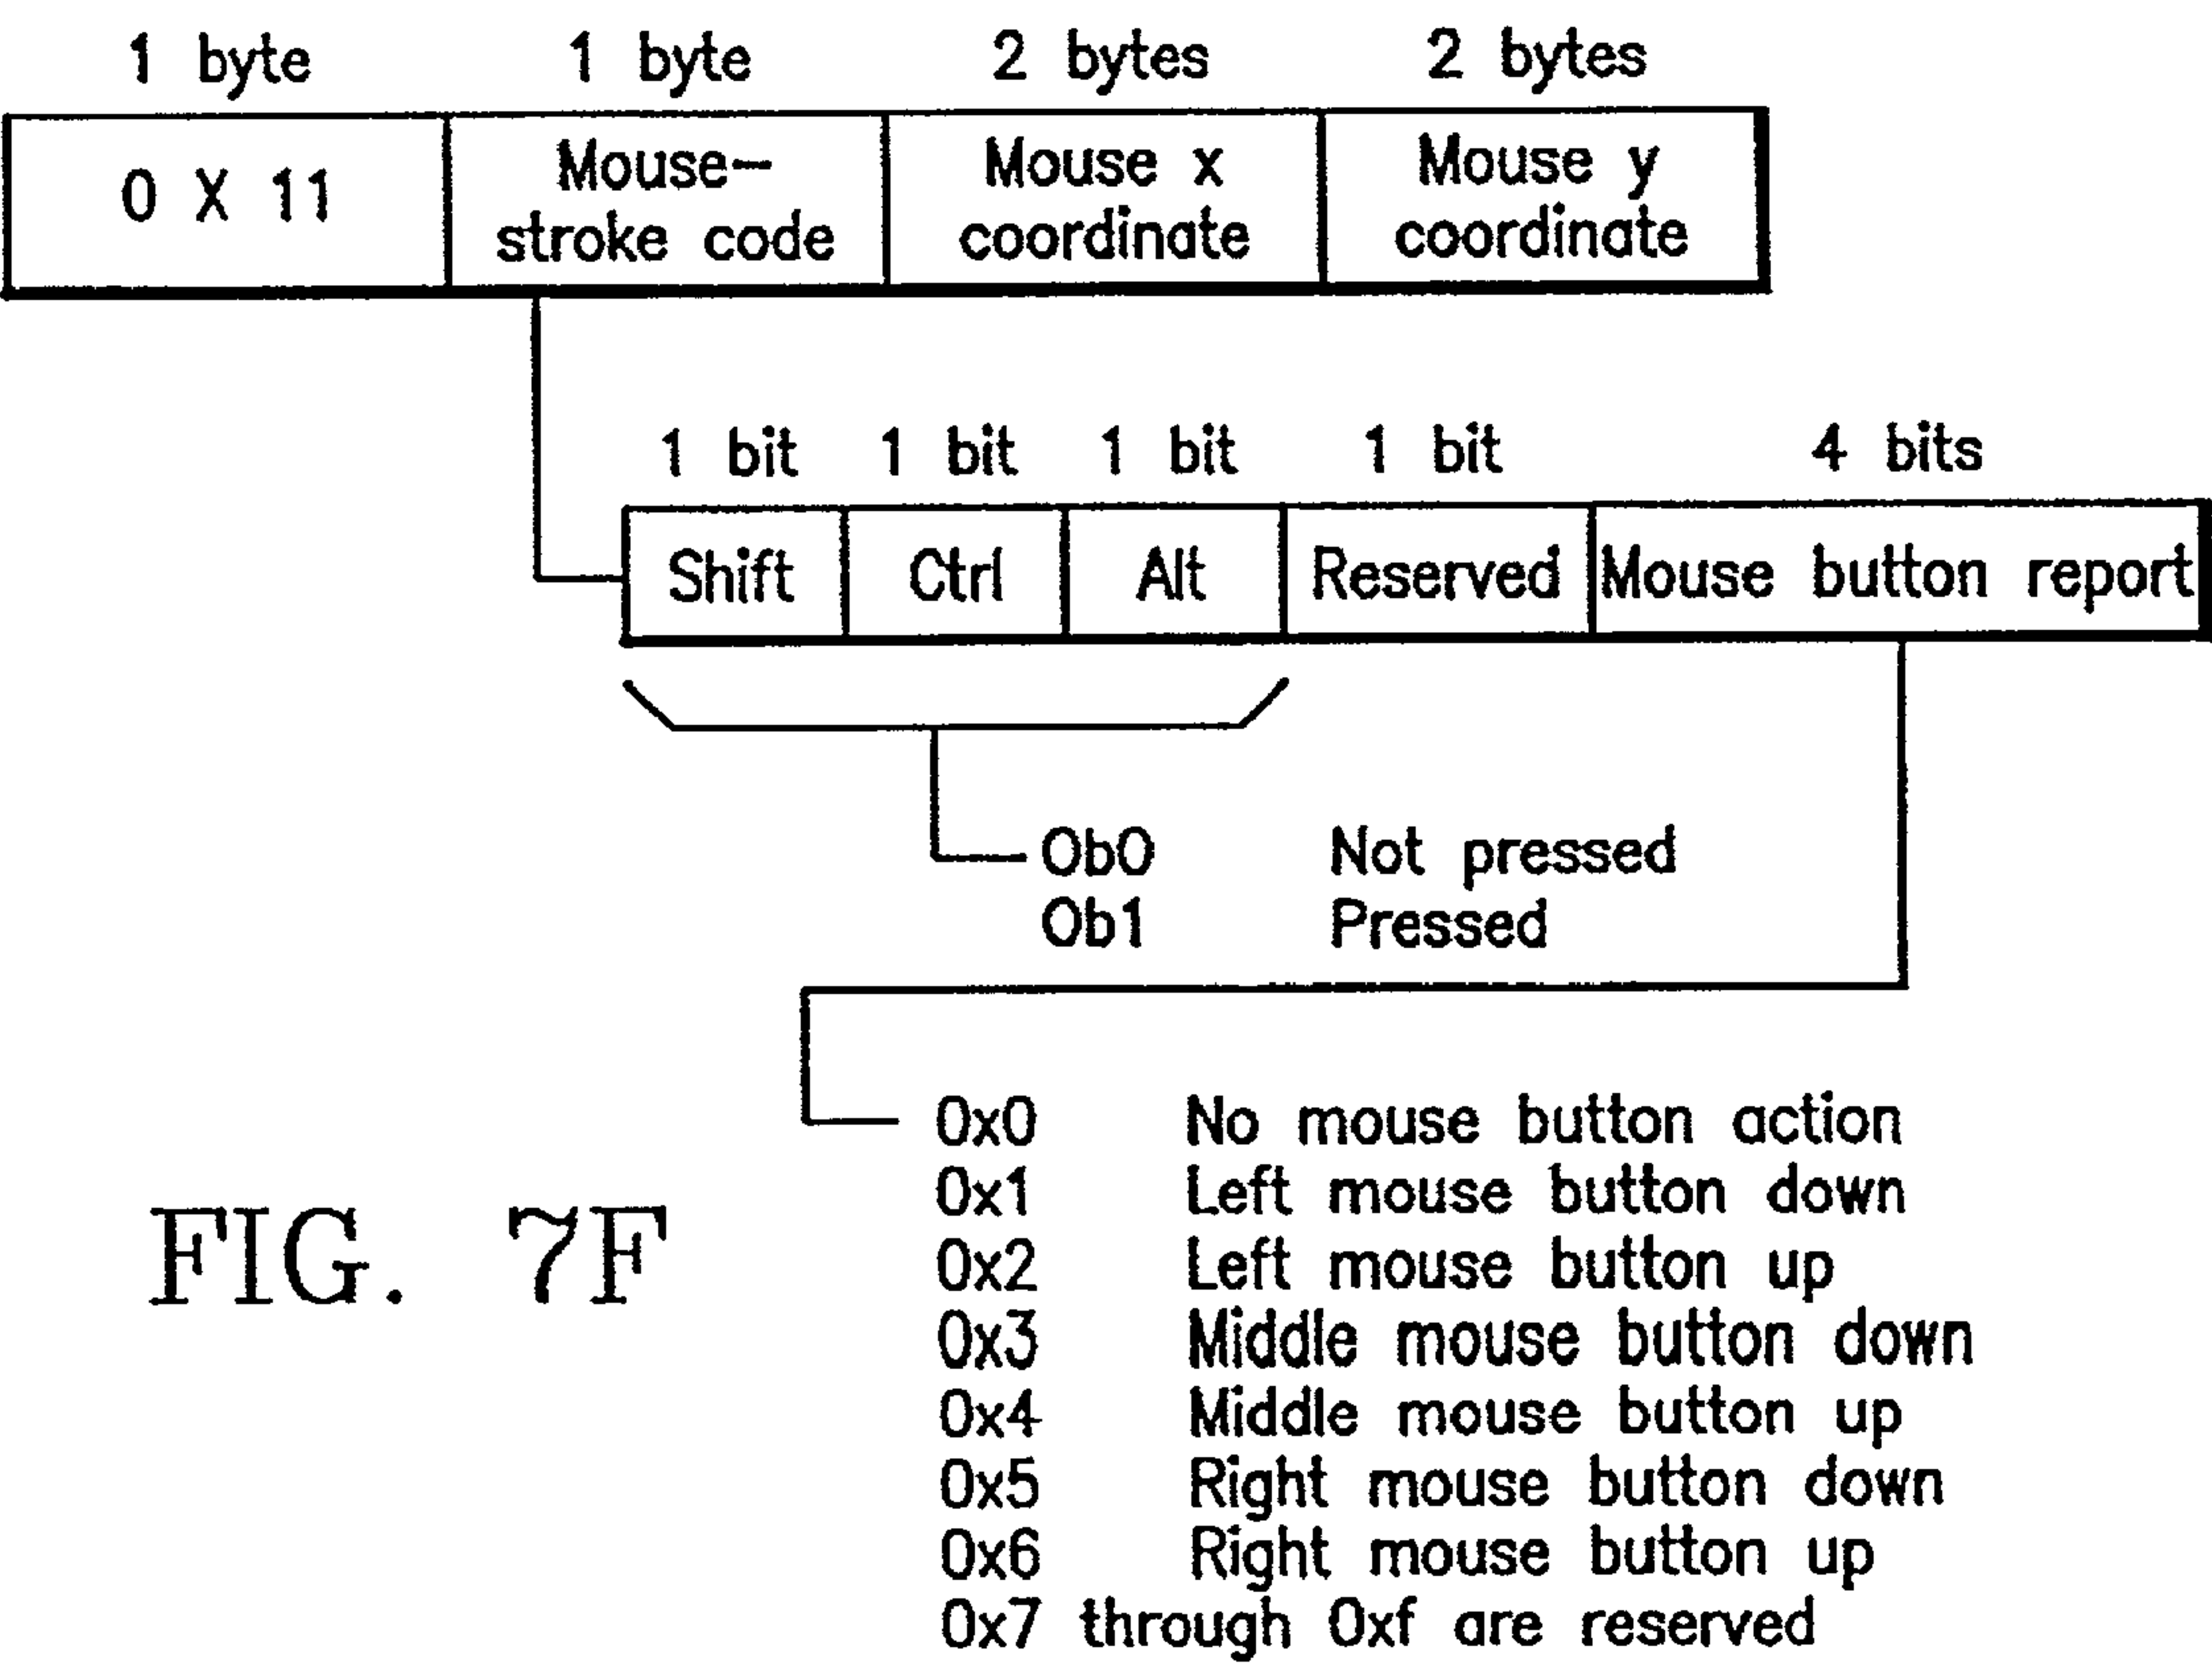 1 byte 1 byte 2 bytes 2 bytes
0 X 11 Mouse-stroke code Mouse x coordinate Mouse y coordinate
1 bit 1 bit 1 bit 1 bit 4 bits
Shift Ctrl Alt Reserved Mouse button report
0b0 Not pressed
0b1 Pressed
0x0 No mouse button action
0x1 Left mouse button down
0x2 Left mouse button up
0x3 Middle mouse button down
0x4 Middle mouse button up
0x5 Right mouse button down
0x6 Right mouse button up
0x7 through 0xf are reserved
FIG. 7F